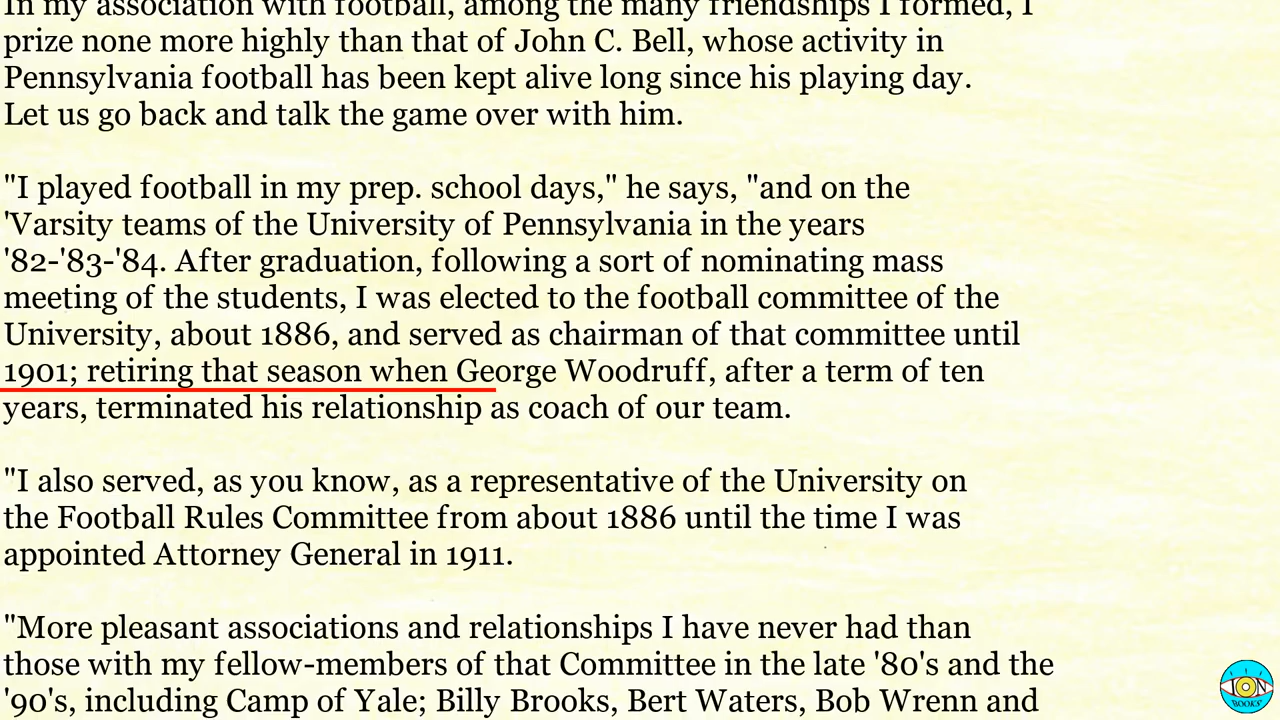 In my association with football, among the many friendships I formed, I
prize none more highly than that of John C. Bell, whose activity in
Pennsylvania football has been kept alive long since his playing day.
Let us go back and talk the game over with him.
"I played football in my prep. school days," he says, "and on the
'Varsity teams of the University of Pennsylvania in the years
'82-'83-'84. After graduation, following a sort of nominating mass
meeting of the students, I was elected to the football committee of the
University, about 1886, and served as chairman of that committee until
1901; retiring that season when George Woodruff, after a term of ten
years, terminated his relationship as coach of our team.
"I also served, as you know, as a representative of the University on
the Football Rules Committee from about 1886 until the time I was
appointed Attorney General in 1911.
"More pleasant associations and relationships I have never had than
those with my fellow-members of that Committee in the late '80's and the
'90's, including Camp of Yale; Billy Brooks, Bert Waters, Bob Wrenn and
ION
BOOKS